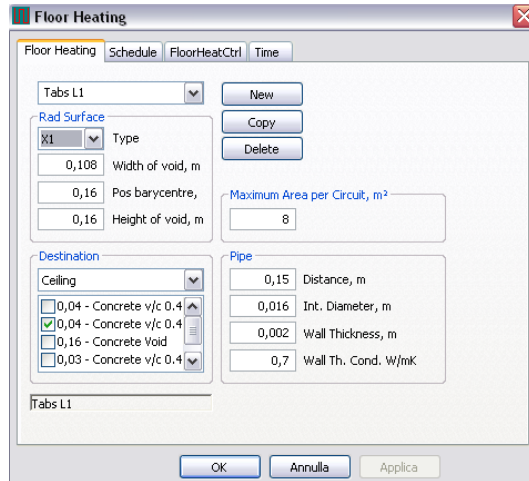 Floor Heating
Floor Heating Schedule FloorHeatCtrl Time
Tabs L1
New
Copy
Delete
Rad Surface
X1 Type
0,108 Width of void, m
0,16 Pos barycentre,
0,16 Height of void, m
Maximum Area per Circuit, m²
8
Destination
Ceiling
0,04 - Concrete v/c 0.4
0,04 - Concrete v/c 0.4
0,16 - Concrete Void
0,03 - Concrete v/c 0.4
Pipe
0,15 Distance, m
0,016 Int. Diameter, m
0,002 Wall Thickness, m
0,7 Wall Th. Cond. W/mK
Tabs L1
OK Annulla Applica